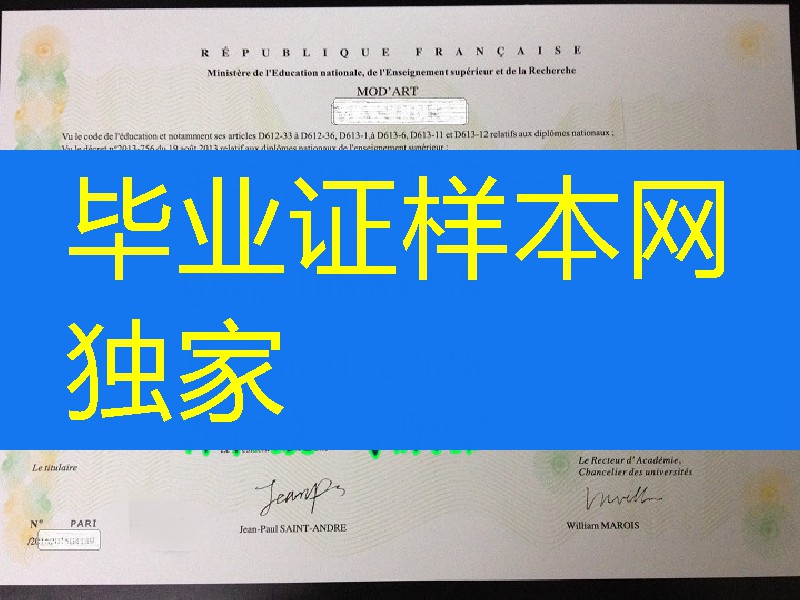 RÉPUBLIQUE FRANÇAISE
Ministère de l'Education nationale, de l'Enseignement supérieur et de la Recherche
MOD'ART
Vu le code de l'éducation et notamment ses articles D612-33 à D612-36, D613-1,à D613-6, D613-11 et D613-12 relatifs aux diplômes nationaux ;
Vu le décret n°2013-756 du 19 août 2013 relatif aux diplômes nationaux de l'enseignement supérieur ;
毕业证样本网
独家
Le titulaire
Le Recteur d'Académie,
Chancelier des universités
N° PARI
Jean-Paul SAINT-ANDRE
William MAROIS